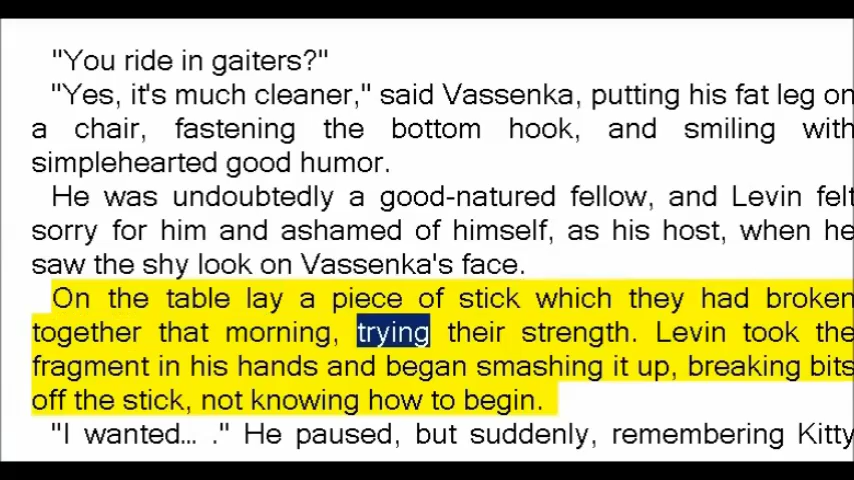 "You ride in gaiters?"
"Yes, it's much cleaner," said Vassenka, putting his fat leg on
a chair, fastening the bottom hook, and smiling with
simplehearted good humor.
He was undoubtedly a good-natured fellow, and Levin felt
sorry for him and ashamed of himself, as his host, when he
saw the shy look on Vassenka's face.
On the table lay a piece of stick which they had broken
together that morning, trying their strength. Levin took the
fragment in his hands and began smashing it up, breaking bits
off the stick, not knowing how to begin.
"I wanted... ." He paused, but suddenly, remembering Kitty